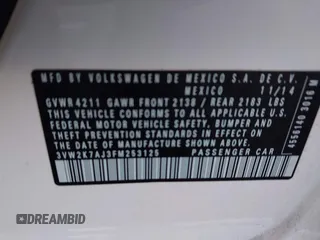 MFD BY VOLKSWAGEN DE MEXICO S.A. DE C.V.
MEXICO 11/14
GVWR 4211 GAWR FRONT 2138 / REAR 2183 LBS
THIS VEHICLE CONFORMS TO ALL APPLICABLE
FEDERAL MOTOR VEHICLE SAFETY, BUMPER AND
THEFT PREVENTION STANDARDS IN EFFECT ON
THE DATE OF MANUFACTURE SHOWN ABOVE.
3VW2K7AJ3FM253125 PASSENGER CAR
4556140 3016 M
DREAMBID